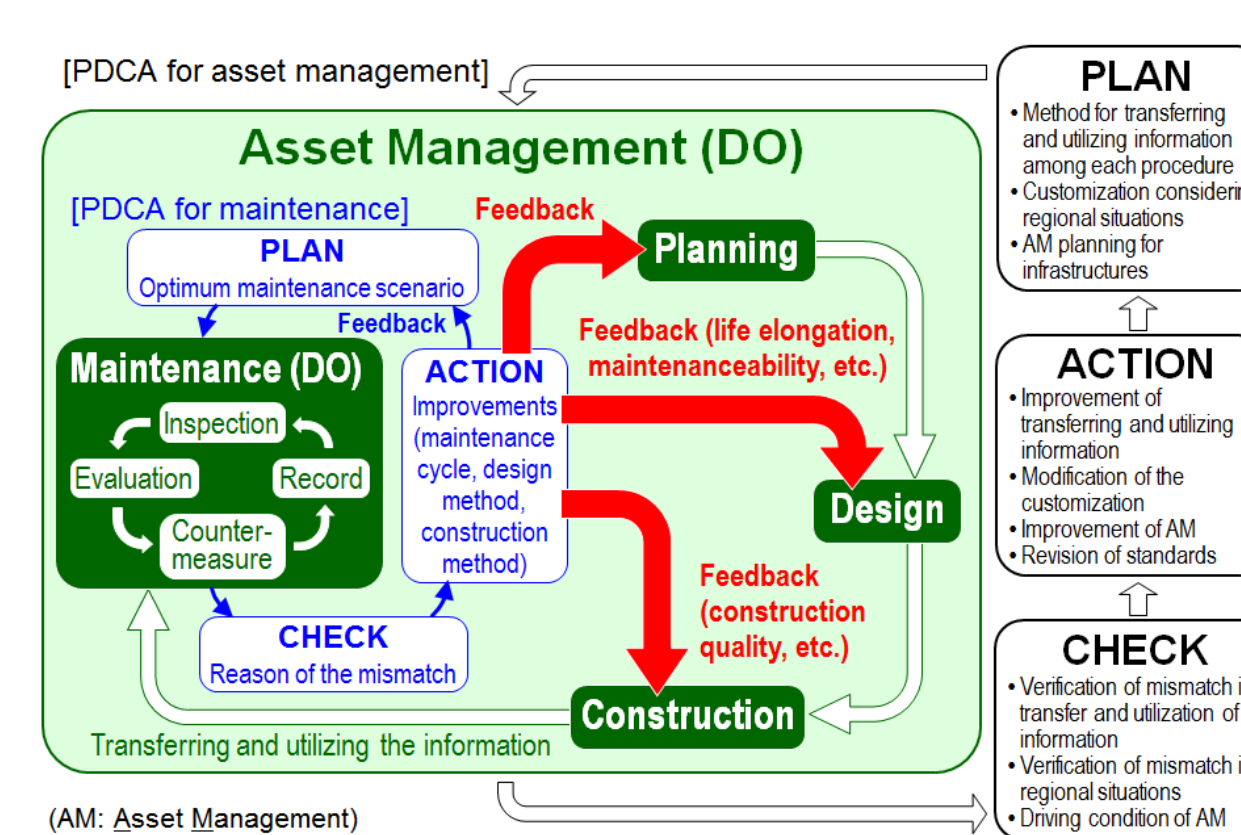 [PDCA for asset management]
Asset Management (DO)
[PDCA for maintenance]
PLAN
Optimum maintenance scenario
Feedback
Maintenance (DO)
Inspection
Evaluation
Record
Counter-
measure
ACTION
Improvements
(maintenance
cycle, design
method,
construction
method)
CHECK
Reason of the mismatch
Feedback
Planning
Feedback (life elongation,
maintenanceability, etc.)
Design
Feedback
(construction
quality, etc.)
Construction
Transferring and utilizing the information
(AM: Asset Management)
PLAN
• Method for transferring
and utilizing information
among each procedure
• Customization
regional situations
• AM planning for
infrastructures
ACTION
• Improvement of
transferring and utilizing
information
• Modification of the
customization
• Improvement of AM
• Revision of standards
CHECK
• Verification of mismatch
transfer and utilization of
information
• Verification of mismatch
regional situations
• Driving condition of AM